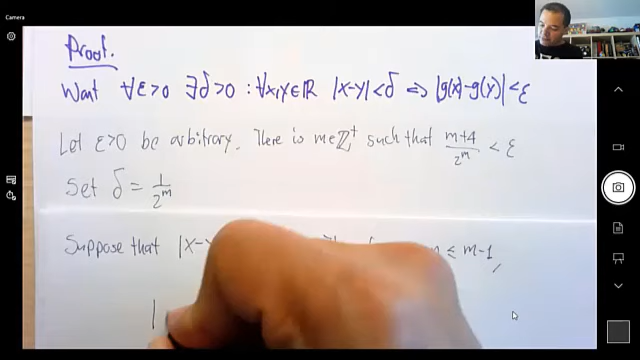 Camera
Proof.
Want ∀ε>0 ∃δ>0 : ∀x,y∈ℝ |x-y|<δ ⇒ |g(x)-g(y)|<ε
Let ε>0 be arbitrary. There is m∈ℤ⁺ such that (m+4)/2^m < ε
Set δ = 1/2^m
Suppose that |x- ≤ m-1,
|